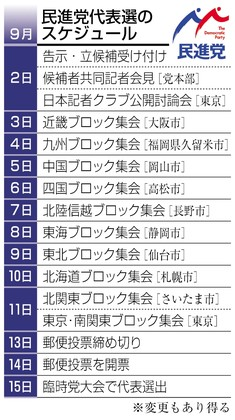 民進党代表選の
スケジュール
The
Democratic
Party
民進党
9月
2日
告示・立候補受け付け
候補者共同記者会見［党本部］
日本記者クラブ公開討論会［東京］
3日 近畿ブロック集会［大阪市］
4日 九州ブロック集会［福岡県久留米市］
5日 中国ブロック集会［岡山市］
6日 四国ブロック集会［高松市］
7日 北陸信越ブロック集会［長野市］
8日 東海ブロック集会［静岡市］
9日 東北ブロック集会［仙台市］
10日 北海道ブロック集会［札幌市］
11日
北関東ブロック集会［さいたま市］
東京・南関東ブロック集会［東京］
13日 郵便投票締め切り
14日 郵便投票を開票
15日 臨時党大会で代表選出
※変更もあり得る